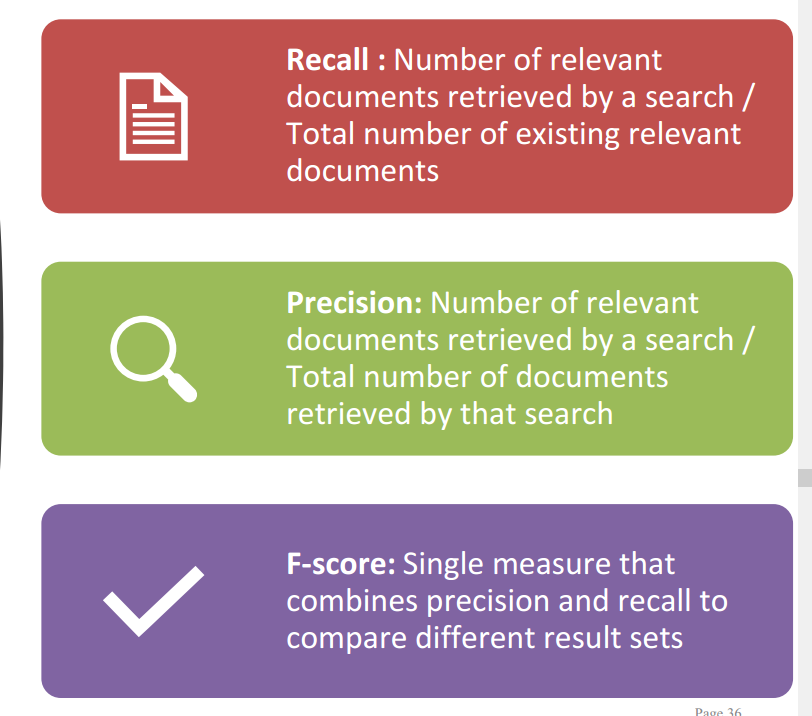 Recall : Number of relevant
documents retrieved by a search /
Total number of existing relevant
documents
Precision: Number of relevant
documents retrieved by a search /
Total number of documents
retrieved by that search
F-score: Single measure that
combines precision and recall to
compare different result sets
Page 36